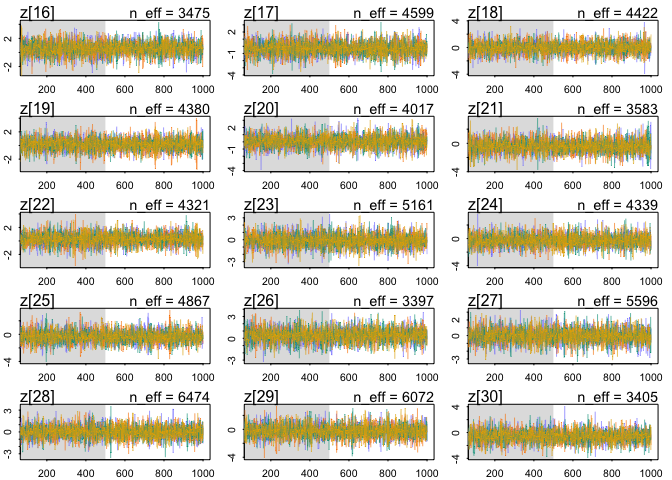 z[16] n_eff = 3475 z[17] n_eff = 4599 z[18] n_eff = 4422
2 -2 -1 -4 4 0 -4
200 400 600 800 1000 200 400 600 800 1000 200 400 600 800 1000
z[19] n_eff = 4380 z[20] n_eff = 4017 z[21] n_eff = 3583
2 -2 2 -1 -4 0 -4
200 400 600 800 1000 200 400 600 800 1000 200 400 600 800 1000
z[22] n_eff = 4321 z[23] n_eff = 5161 z[24] n_eff = 4339
2 -2 3 0 -3 0 -4
200 400 600 800 1000 200 400 600 800 1000 200 400 600 800 1000
z[25] n_eff = 4867 z[26] n_eff = 3397 z[27] n_eff = 5596
0 -4 3 0 -3 2 0 -3
200 400 600 800 1000 200 400 600 800 1000 200 400 600 800 1000
z[28] n_eff = 6474 z[29] n_eff = 6072 z[30] n_eff = 3405
3 0 -3 0 -4 4 0 -4
200 400 600 800 1000 200 400 600 800 1000 200 400 600 800 1000